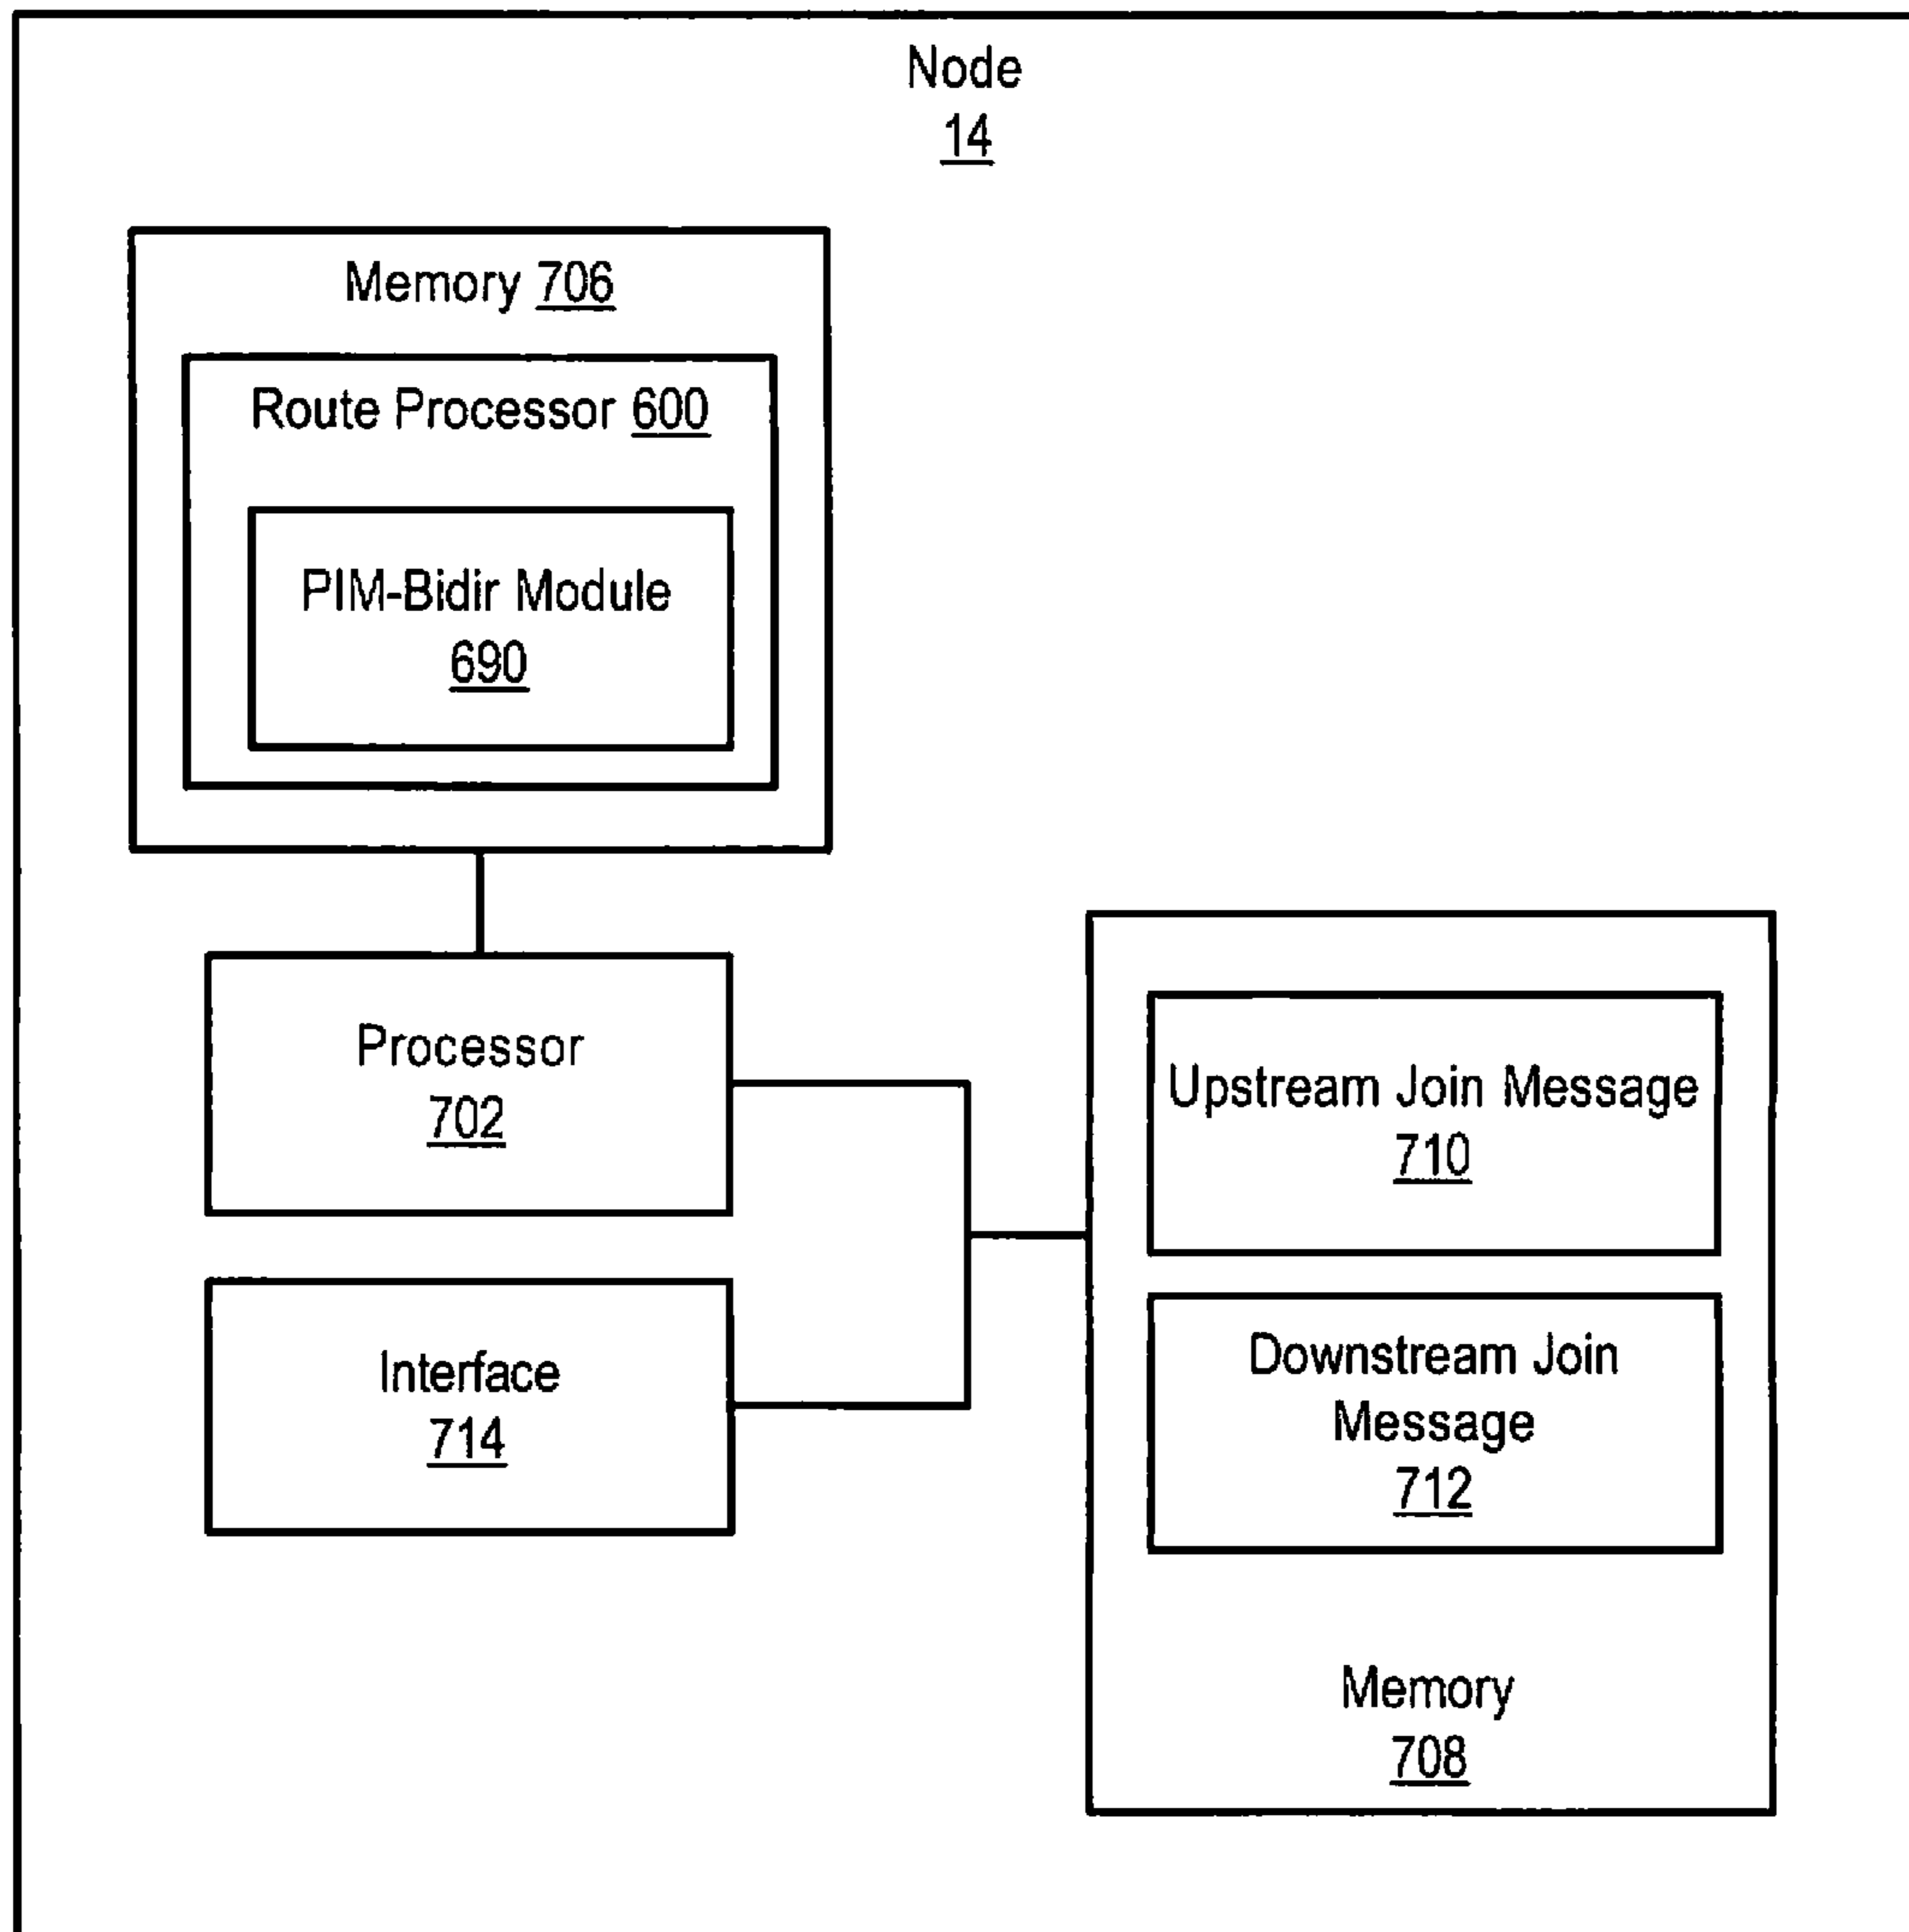 Node
14
Memory 706
Route Processor 600
PIM-Bidir Module
690
Processor
702
Interface
714
Upstream Join Message
710
Downstream Join
Message
712
Memory
708